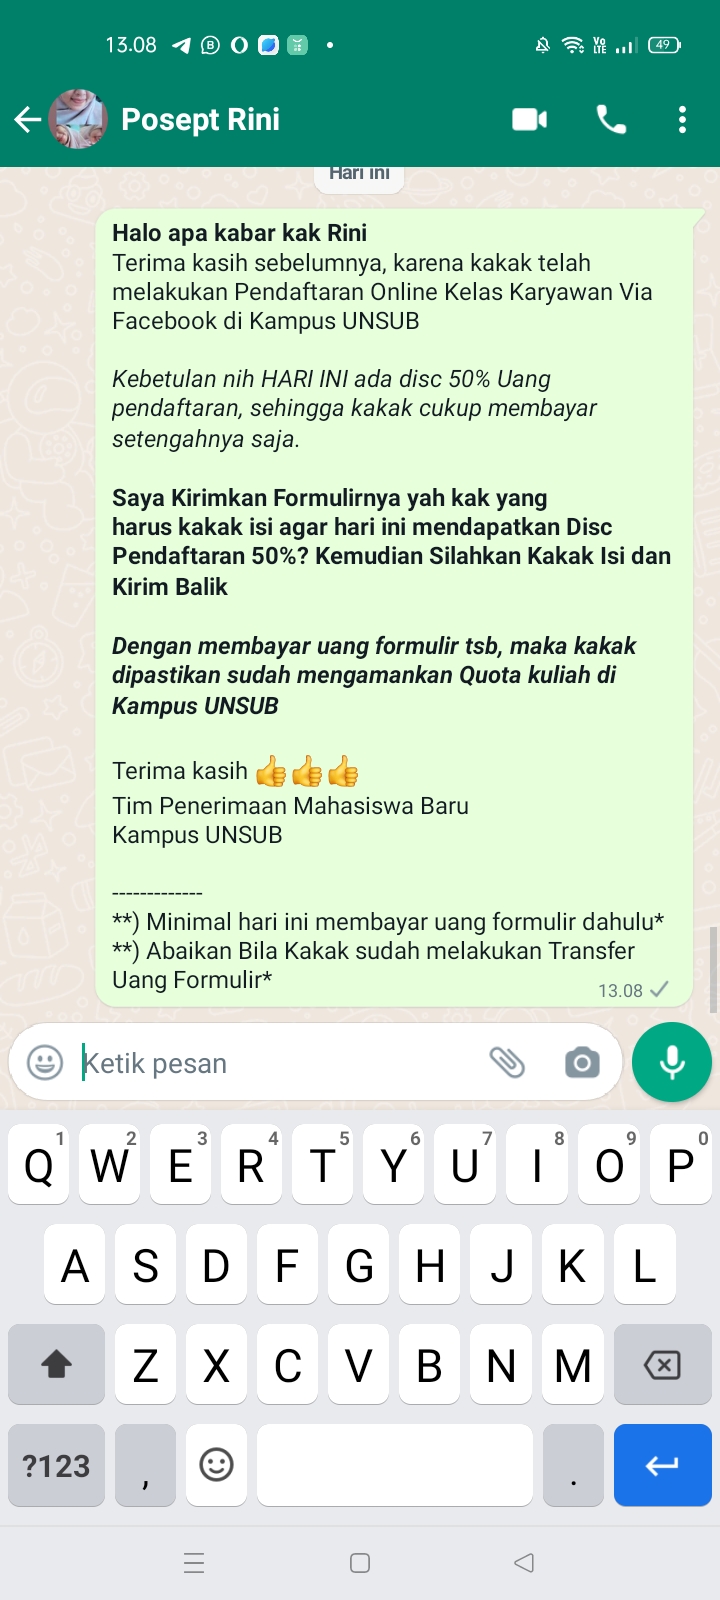 13.08
Vo
LTE
49
Posept Rini
Hari ini
Halo apa kabar kak Rini
Terima kasih sebelumnya, karena kakak telah
melakukan Pendaftaran Online Kelas Karyawan Via
Facebook di Kampus UNSUB
Kebetulan nih HARI INI ada disc 50% Uang
pendaftaran, sehingga kakak cukup membayar
setengahnya saja.
Saya Kirimkan Formulirnya yah kak yang
harus kakak isi agar hari ini mendapatkan Disc
Pendaftaran 50%? Kemudian Silahkan Kakak Isi dan
Kirim Balik
Dengan membayar uang formulir tsb, maka kakak
dipastikan sudah mengamankan Quota kuliah di
Kampus UNSUB
Terima kasih 👍👍👍
Tim Penerimaan Mahasiswa Baru
Kampus UNSUB
-------------
**) Minimal hari ini membayar uang formulir dahulu*
**) Abaikan Bila Kakak sudah melakukan Transfer
Uang Formulir*
13.08
Ketik pesan
1 2 3 4 5 6 7 8 9 0
Q W E R T Y U I O P
A S D F G H J K L
Z X C V B N M
?123 , .